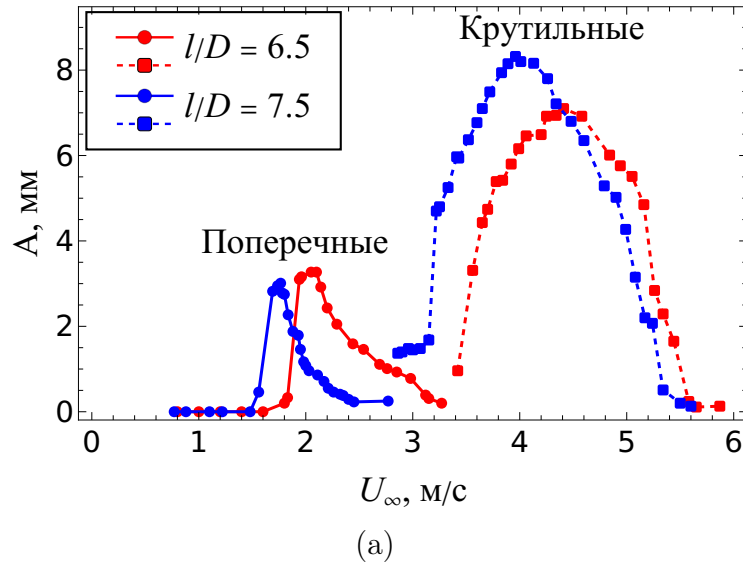 l/D = 6.5
l/D = 7.5
Крутильные
Поперечные
A, мм
8
6
4
2
0
0 1 2 3 4 5 6
U∞, м/с
(a)